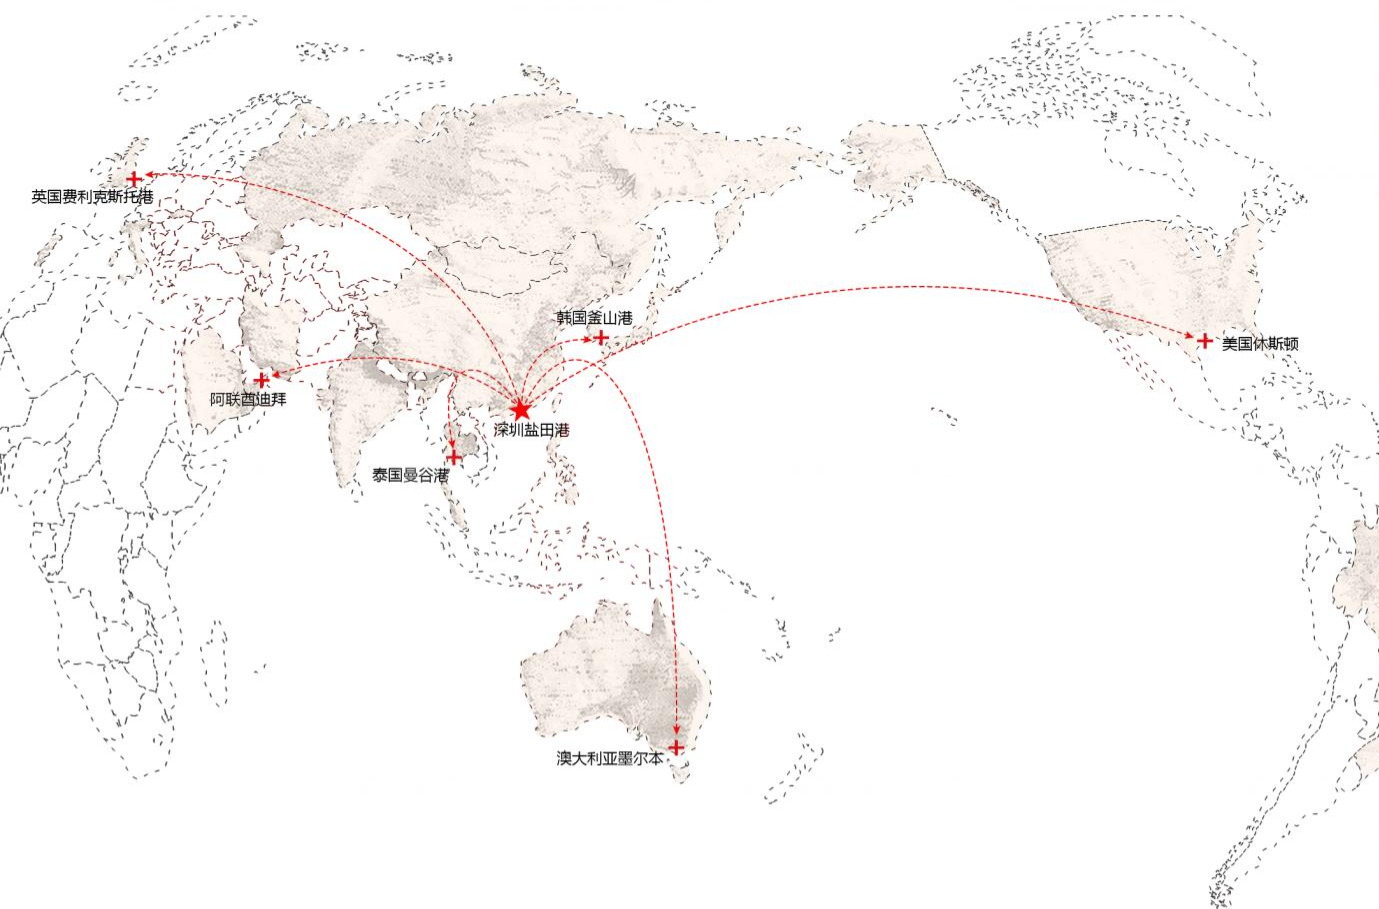 英国费利克斯托港
韩国釜山港
美国休斯顿
阿联酋迪拜
深圳盐田港
泰国曼谷港
澳大利亚墨尔本